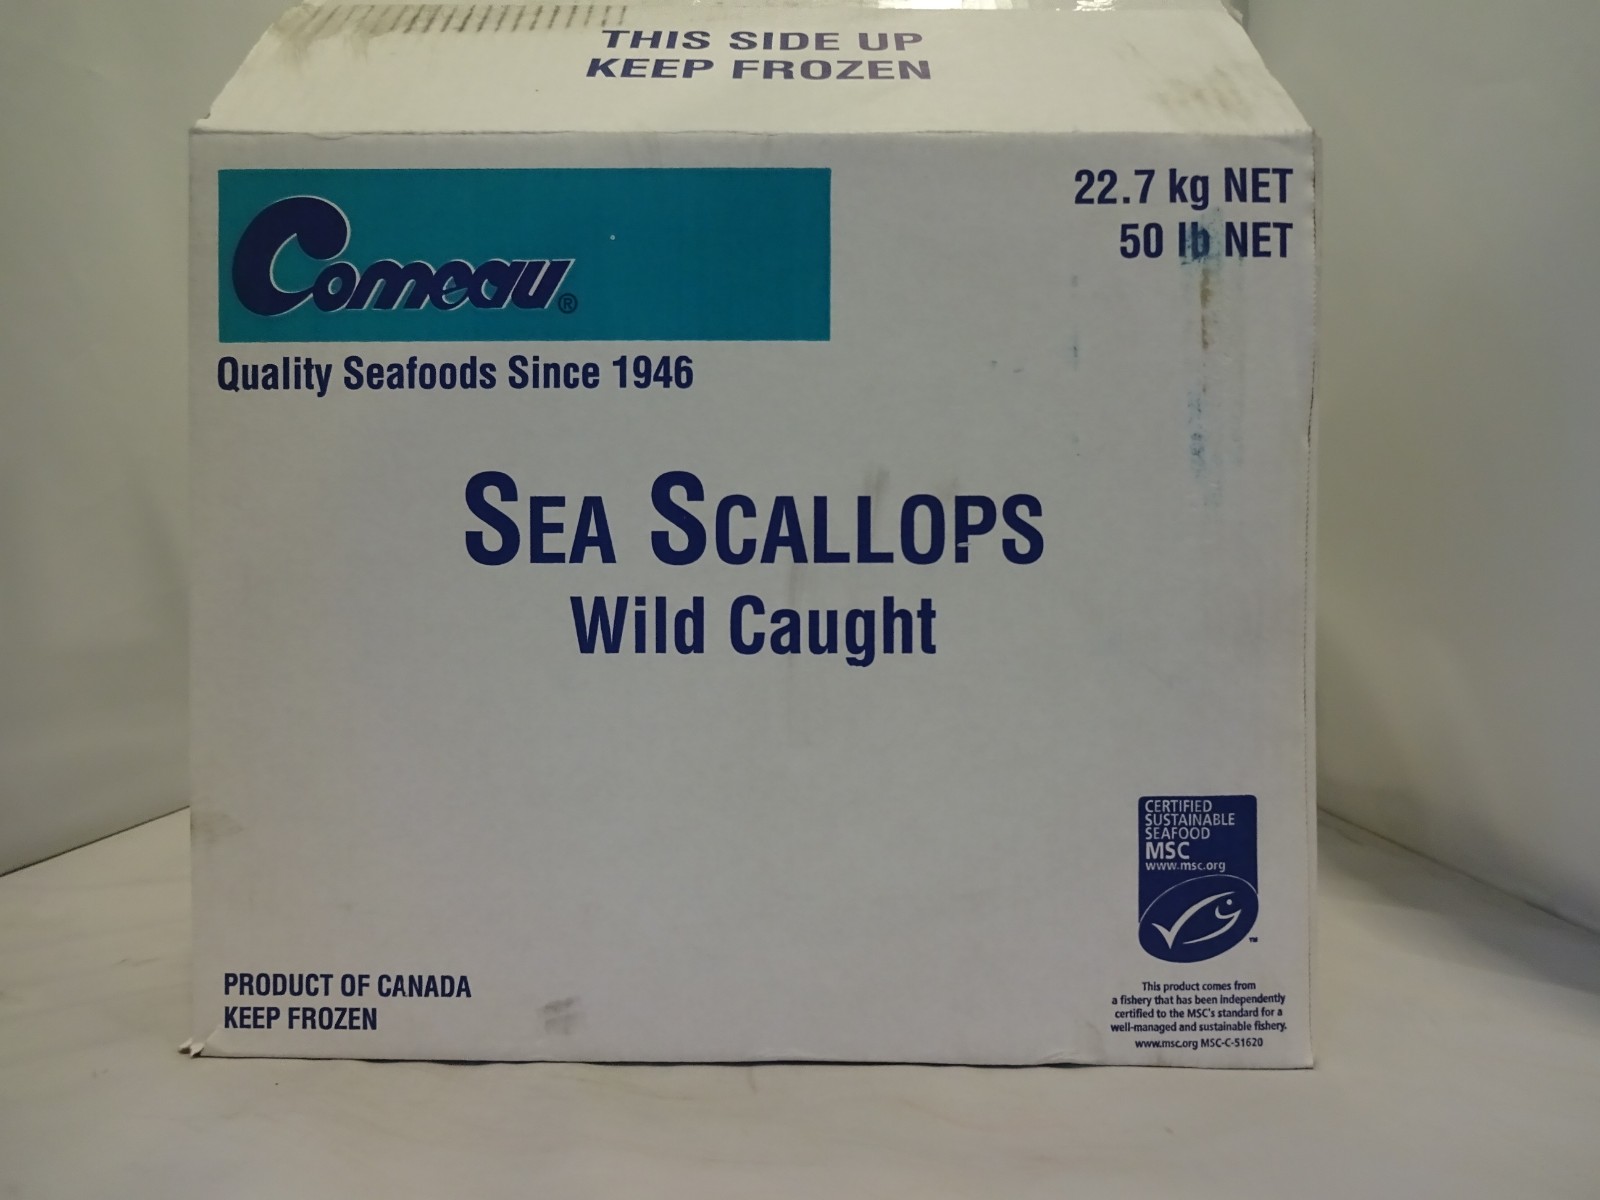 THIS SIDE UP
KEEP FROZEN
Comeau®
22.7 kg NET
50 lb NET
Quality Seafoods Since 1946
SEA SCALLOPS
Wild Caught
CERTIFIED
SUSTAINABLE
SEAFOOD
MSC
www.msc.org
TM
PRODUCT OF CANADA
KEEP FROZEN
This product comes from
a fishery that has been independently
certified to the MSC's standard for a
well-managed and sustainable fishery.
www.msc.org MSC-C-51620